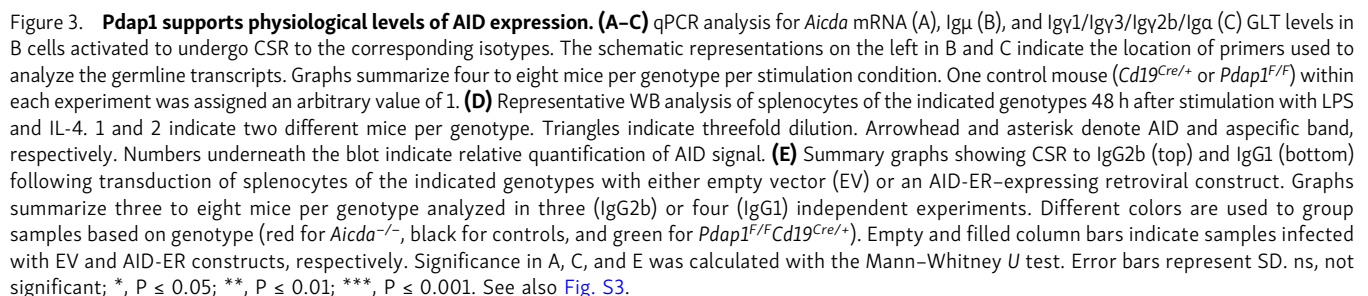 Figure 3. Pdap1 supports physiological levels of AID expression. (A–C) qPCR analysis for Aicda mRNA (A), Igμ (B), and Igγ1/Igγ3/Igγ2b/Igα (C) GLT levels in
B cells activated to undergo CSR to the corresponding isotypes. The schematic representations on the left in B and C indicate the location of primers used to
analyze the germline transcripts. Graphs summarize four to eight mice per genotype per stimulation condition. One control mouse (Cd19Cre/+ or Pdap1F/F) within
each experiment was assigned an arbitrary value of 1. (D) Representative WB analysis of splenocytes of the indicated genotypes 48 h after stimulation with LPS
and IL-4. 1 and 2 indicate two different mice per genotype. Triangles indicate threefold dilution. Arrowhead and asterisk denote AID and aspecific band,
respectively. Numbers underneath the blot indicate relative quantification of AID signal. (E) Summary graphs showing CSR to IgG2b (top) and IgG1 (bottom)
following transduction of splenocytes of the indicated genotypes with either empty vector (EV) or an AID-ER–expressing retroviral construct. Graphs
summarize three to eight mice per genotype analyzed in three (IgG2b) or four (IgG1) independent experiments. Different colors are used to group
samples based on genotype (red for Aicda−/−, black for controls, and green for Pdap1F/FCd19Cre/+). Empty and filled column bars indicate samples infected
with EV and AID-ER constructs, respectively. Significance in A, C, and E was calculated with the Mann–Whitney U test. Error bars represent SD. ns, not
significant; *, P ≤ 0.05; **, P ≤ 0.01; ***, P ≤ 0.001. See also Fig. S3.